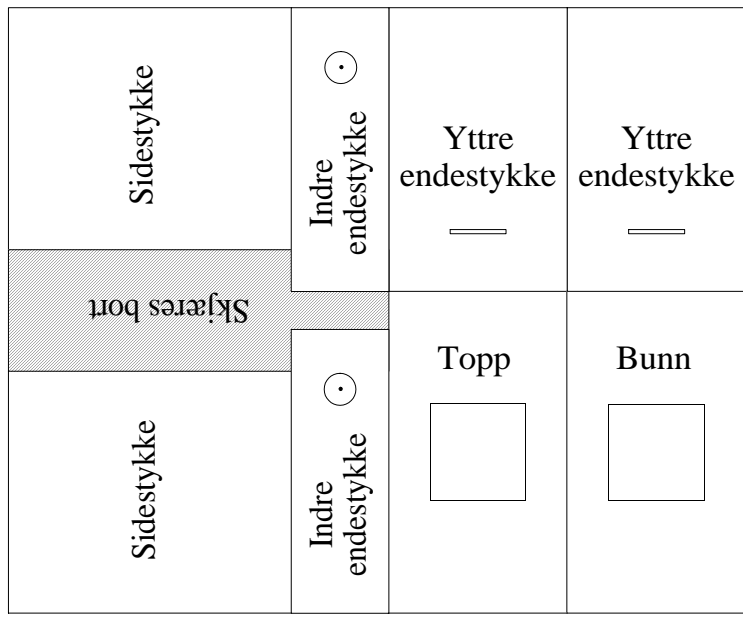 Sidestykke
Indre
endestykke
Yttre
endestykke
Yttre
endestykke
Skjæres bort
Sidestykke
Indre
endestykke
Topp
Bunn